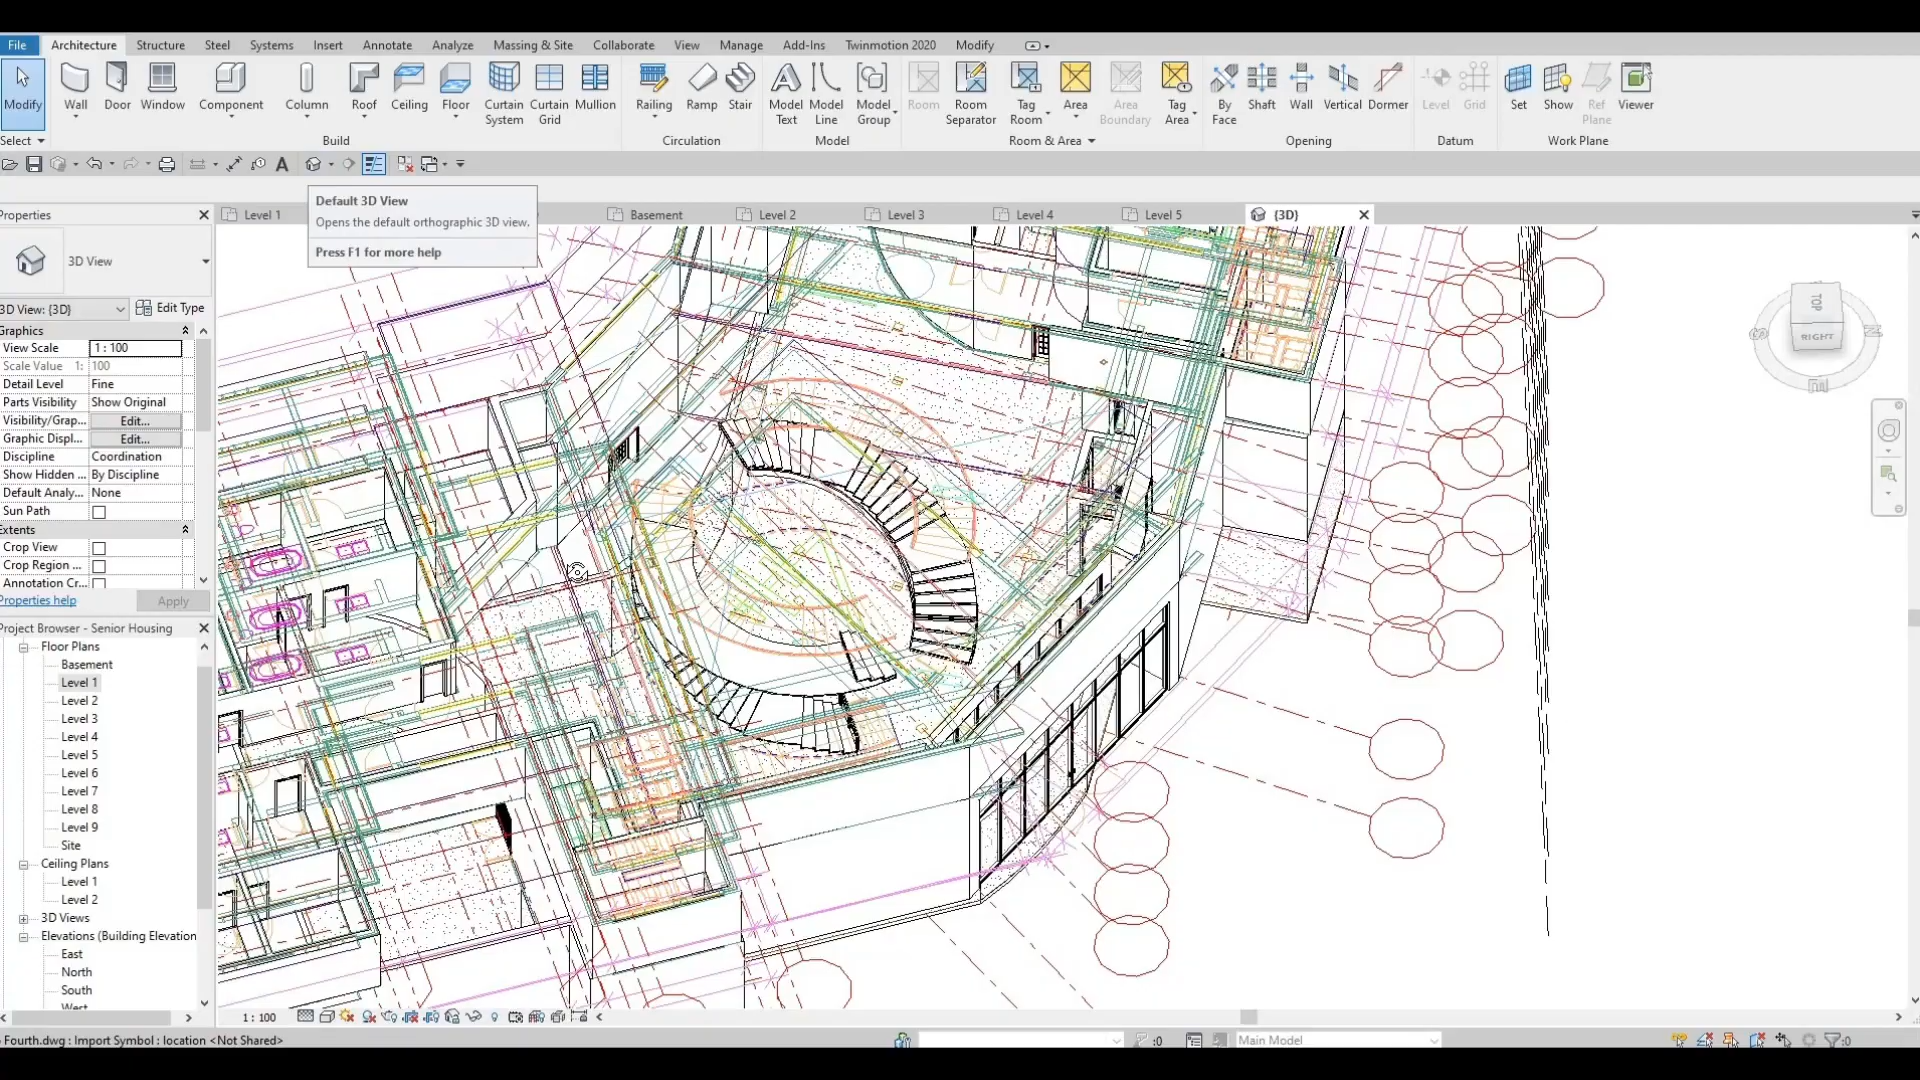 File Architecture Structure Steel Systems Insert Annotate Analyze Massing & Site Collaborate View Manage Add-Ins Twinmotion 2020 Modify
Modify Wall Door Window Component Column Roof Ceiling Floor Curtain System Curtain Grid Mullion Railing Ramp Stair Model Text Model Line Model Group Room Room Separator Tag Room Area Area Boundary Tag Area By Face Shaft Wall Vertical Dormer Level Grid Set Show Ref Plane Viewer
Select Build Circulation Model Room & Area Opening Datum Work Plane
Default 3D View
Opens the default orthographic 3D view.
Press F1 for more help
Level 1 Basement Level 2 Level 3 Level 4 Level 5 {3D}
Properties
3D View
3D View: {3D} Edit Type
Graphics
View Scale 1 : 100
Scale Value 1: 100
Detail Level Fine
Parts Visibility Show Original
Visibility/Grap... Edit...
Graphic Displ... Edit...
Discipline Coordination
Show Hidden ... By Discipline
Default Analy... None
Sun Path
Extents
Crop View
Crop Region ...
Annotation Cr...
Properties help Apply
Project Browser - Senior Housing
Floor Plans
Basement
Level 1
Level 2
Level 3
Level 4
Level 5
Level 6
Level 7
Level 8
Level 9
Site
Ceiling Plans
Level 1
Level 2
3D Views
Elevations (Building Elevation
East
North
South
West
TOP
RIGHT
1 : 100
Fourth.dwg : Import Symbol : location <Not Shared>
:0
Main Model
:0